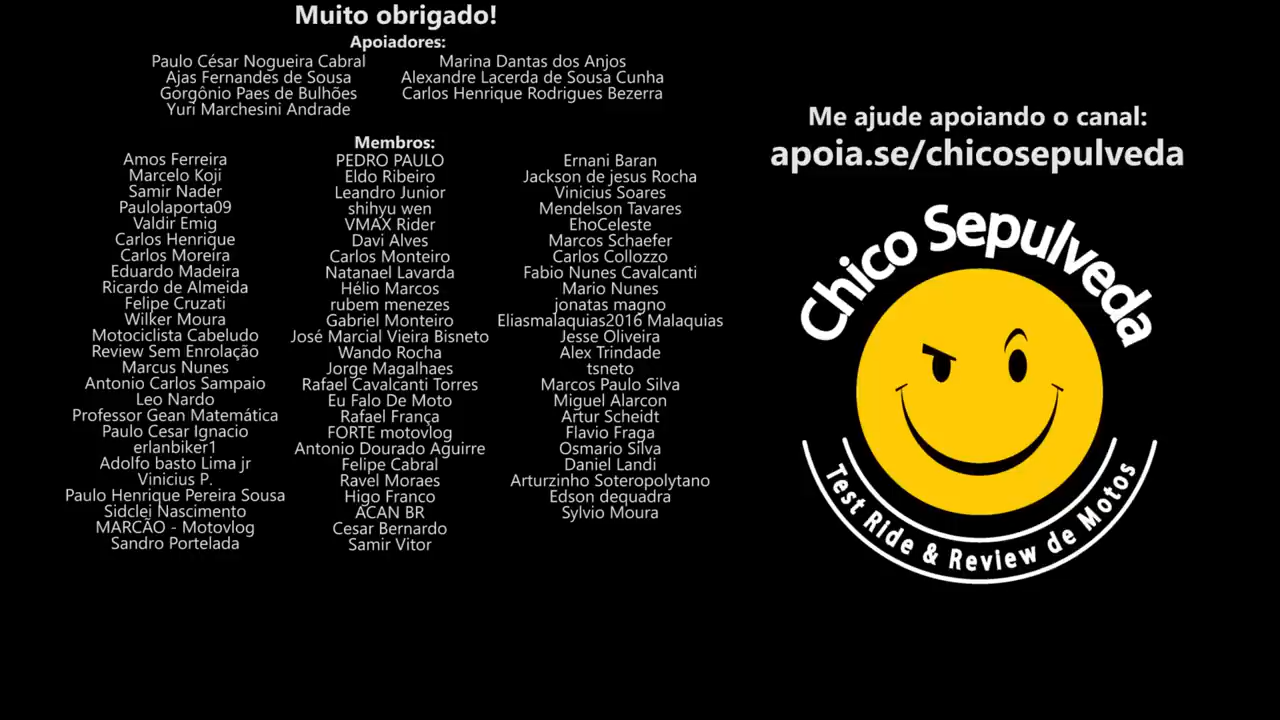 Muito obrigado!
Apoiadores:
Paulo César Nogueira Cabral
Ajas Fernandes de Sousa
Gorgônio Paes de Bulhões
Yuri Marchesini Andrade
Marina Dantas dos Anjos
Alexandre Lacerda de Sousa Cunha
Carlos Henrique Rodrigues Bezerra
Membros:
Amos Ferreira
Marcelo Koji
Samir Nader
Paulolaporta09
Valdir Emig
Carlos Henrique
Carlos Moreira
Eduardo Madeira
Ricardo de Almeida
Felipe Cruzati
Wilker Moura
Motociclista Cabeludo
Review Sem Enrolação
Marcus Nunes
Antonio Carlos Sampaio
Leo Nardo
Professor Gean Matemática
Paulo Cesar Ignacio
erlanbiker1
Adolfo basto Lima jr
Vinicius P.
Paulo Henrique Pereira Sousa
Sidclei Nascimento
MARCÃO - Motovlog
Sandro Portelada
PEDRO PAULO
Eldo Ribeiro
Leandro Junior
shihyu wen
VMAX Rider
Davi Alves
Carlos Monteiro
Natanael Lavarda
Hélio Marcos
rubem menezes
Gabriel Monteiro
José Marcial Vieira Bisneto
Wando Rocha
Jorge Magalhaes
Rafael Cavalcanti Torres
Eu Falo De Moto
Rafael França
FORTE motovlog
Antonio Dourado Aguirre
Felipe Cabral
Ravel Moraes
Higo Franco
ACAN BR
Cesar Bernardo
Samir Vitor
Ernani Baran
Jackson de jesus Rocha
Vinicius Soares
Mendelson Tavares
EhoCeleste
Marcos Schaefer
Carlos Collozzo
Fabio Nunes Cavalcanti
Mario Nunes
jonatas magno
Eliasmalaquias2016 Malaquias
Jesse Oliveira
Alex Trindade
tsneto
Marcos Paulo Silva
Miguel Alarcon
Artur Scheidt
Flavio Fraga
Osmario Silva
Daniel Landi
Arturzinho Soteropolytano
Edson dequadra
Sylvio Moura
Me ajude apoiando o canal:
apoia.se/chicosepulveda
Chico Sepulveda
Test Ride & Review de Motos